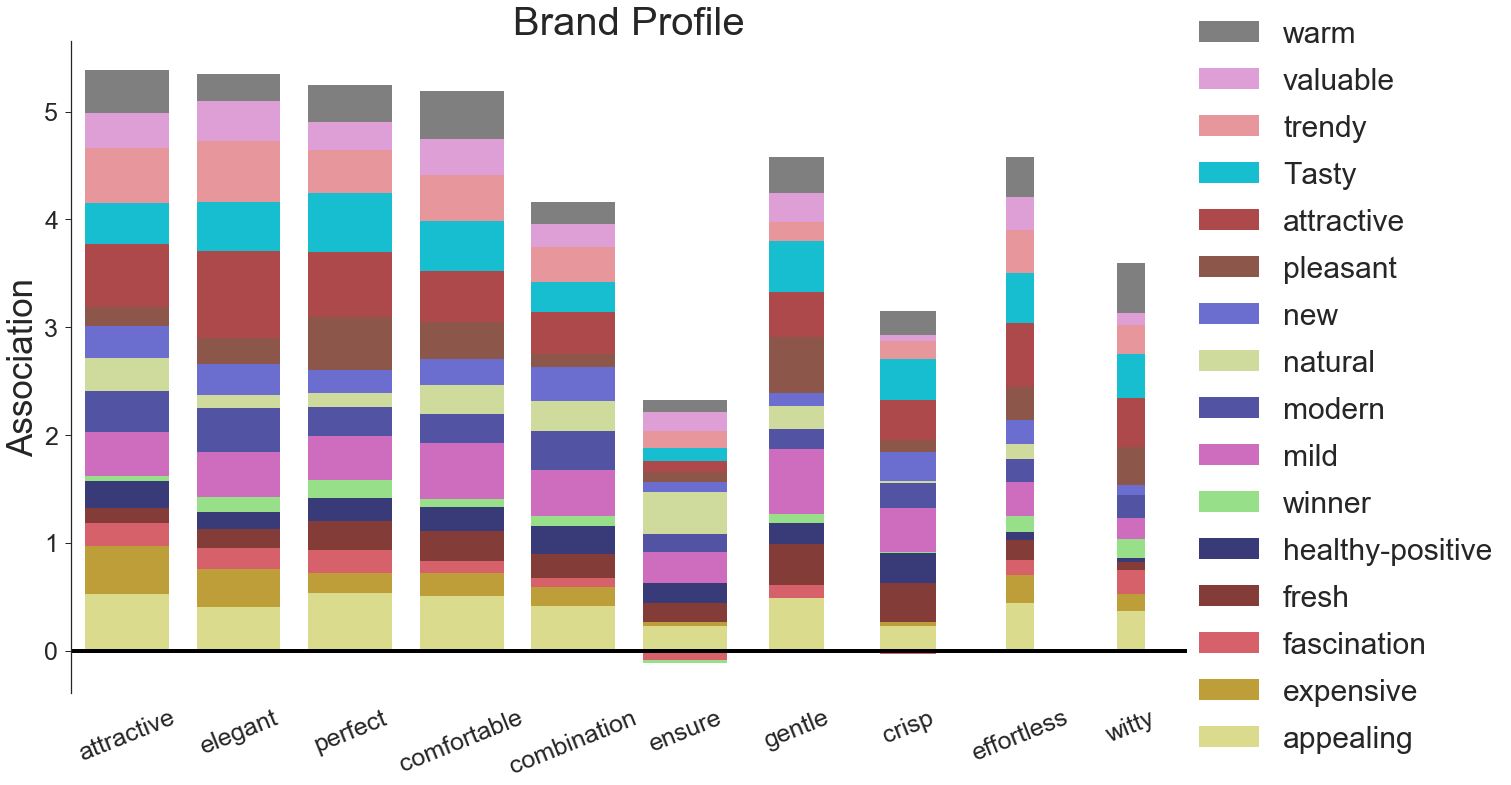 Brand Profile
Association
5
4
3
2
1
0
attractive
elegant
perfect
comfortable
combination
ensure
gentle
crisp
effortless
witty
warm
valuable
trendy
Tasty
attractive
pleasant
new
natural
modern
mild
winner
healthy-positive
fresh
fascination
expensive
appealing